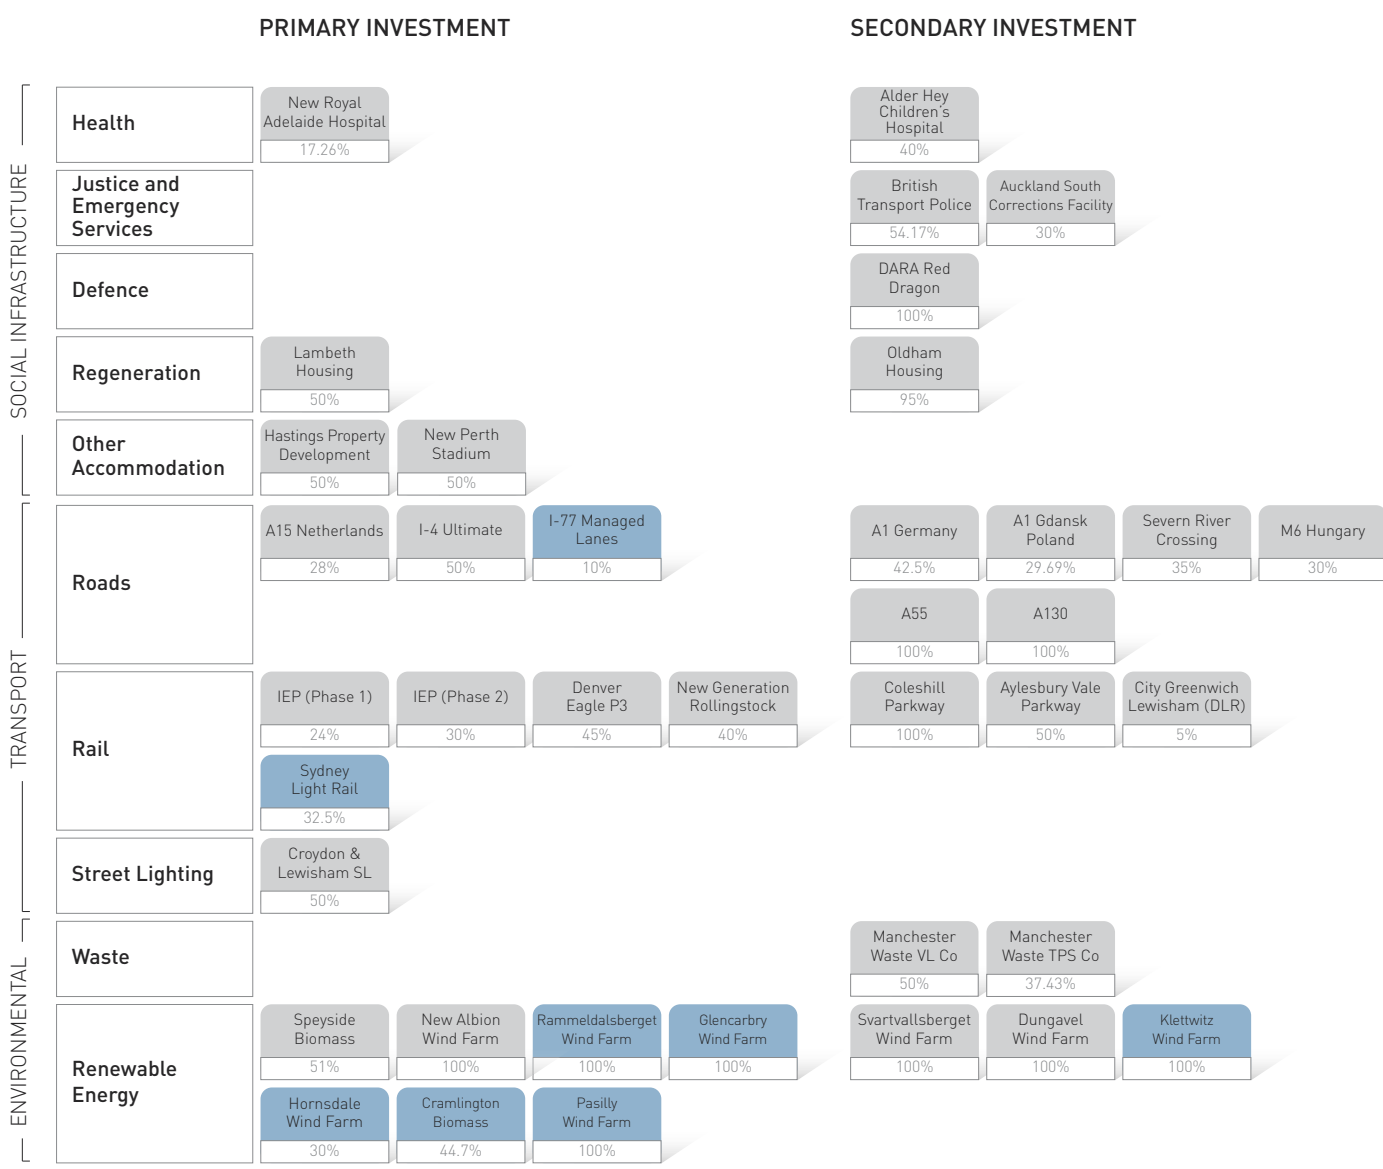 PRIMARY INVESTMENT
SECONDARY INVESTMENT
SOCIAL INFRASTRUCTURE
Health
New Royal
Adelaide Hospital
17.26%
Alder Hey
Children's
Hospital
40%
Justice and
Emergency
Services
British
Transport Police
54.17%
Auckland South
Corrections Facility
30%
Defence
DARA Red
Dragon
100%
Regeneration
Lambeth
Housing
50%
Oldham
Housing
95%
Other
Accommodation
Hastings Property
Development
50%
New Perth
Stadium
50%
TRANSPORT
Roads
A15 Netherlands
28%
I-4 Ultimate
50%
I-77 Managed
Lanes
10%
A1 Germany
42.5%
A1 Gdansk
Poland
29.69%
Severn River
Crossing
35%
M6 Hungary
30%
A55
100%
A130
100%
Rail
IEP (Phase 1)
24%
IEP (Phase 2)
30%
Denver
Eagle P3
45%
New Generation
Rollingstock
40%
Coleshill
Parkway
100%
Aylesbury Vale
Parkway
50%
City Greenwich
Lewisham (DLR)
5%
Sydney
Light Rail
32.5%
Street Lighting
Croydon &
Lewisham SL
50%
ENVIRONMENTAL
Waste
Manchester
Waste VL Co
50%
Manchester
Waste TPS Co
37.43%
Renewable
Energy
Speyside
Biomass
51%
New Albion
Wind Farm
100%
Rammeldalsberget
Wind Farm
100%
Glencarbry
Wind Farm
100%
Svartvallsberget
Wind Farm
100%
Dungavel
Wind Farm
100%
Klettwitz
Wind Farm
100%
Hornsdale
Wind Farm
30%
Cramlington
Biomass
44.7%
Pasilly
Wind Farm
100%